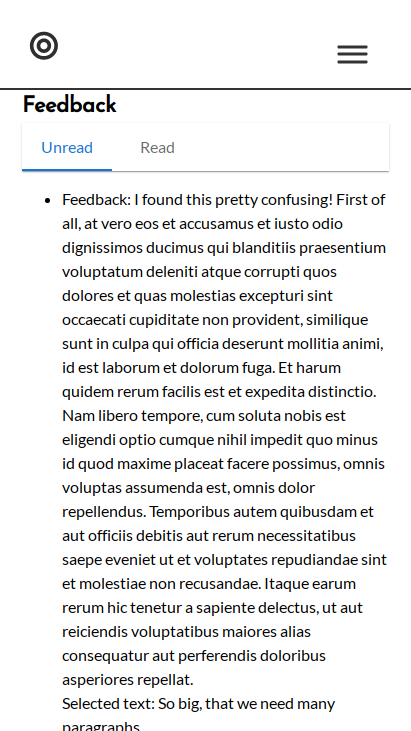 Feedback
Unread
Read
Feedback: I found this pretty confusing! First of
all, at vero eos et accusamus et iusto odio
dignissimos ducimus qui blanditiis praesentium
voluptatum deleniti atque corrupti quos
dolores et quas molestias excepturi sint
occaecati cupiditate non provident, similique
sunt in culpa qui officia deserunt mollitia animi,
id est laborum et dolorum fuga. Et harum
quidem rerum facilis est et expedita distinctio.
Nam libero tempore, cum soluta nobis est
eligendi optio cumque nihil impedit quo minus
id quod maxime placeat facere possimus, omnis
voluptas assumenda est, omnis dolor
repellendus. Temporibus autem quibusdam et
aut officiis debitis aut rerum necessitatibus
saepe eveniet ut et voluptates repudiandae sint
et molestiae non recusandae. Itaque earum
rerum hic tenetur a sapiente delectus, ut aut
reiciendis voluptatibus maiores alias
consequatur aut perferendis doloribus
asperiores repellat.
Selected text: So big, that we need many
paragraphs